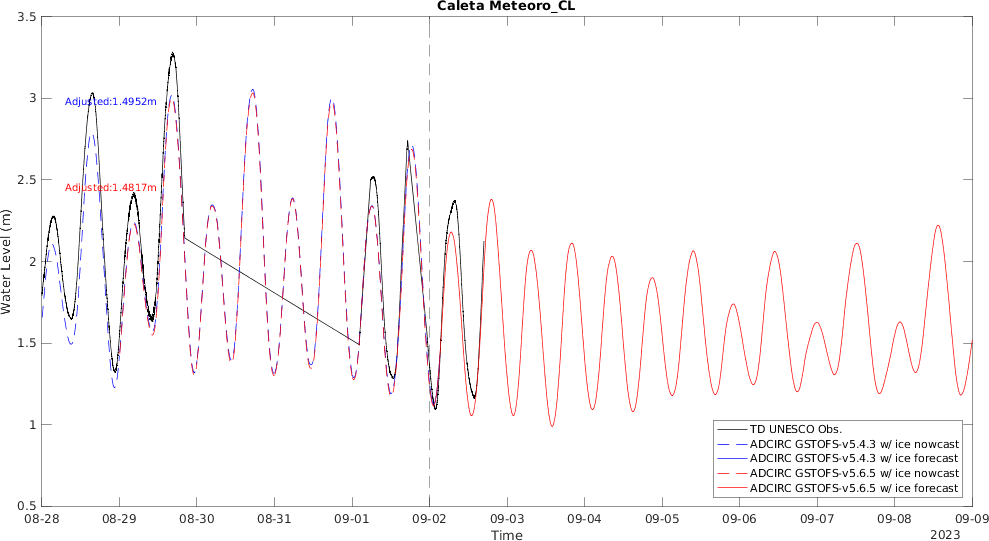 Caleta Meteoro_CL
3.5
3
2.5
2
1.5
1
0.5
Water Level (m)
Adjusted:1.4952m
Adjusted:1.4817m
TD UNESCO Obs.
ADCIRC GSTOFS-v5.4.3 w/ ice nowcast
ADCIRC GSTOFS-v5.4.3 w/ ice forecast
ADCIRC GSTOFS-v5.6.5 w/ ice nowcast
ADCIRC GSTOFS-v5.6.5 w/ ice forecast
08-28 08-29 08-30 08-31 09-01 09-02 09-03 09-04 09-05 09-06 09-07 09-08 09-09
Time
2023